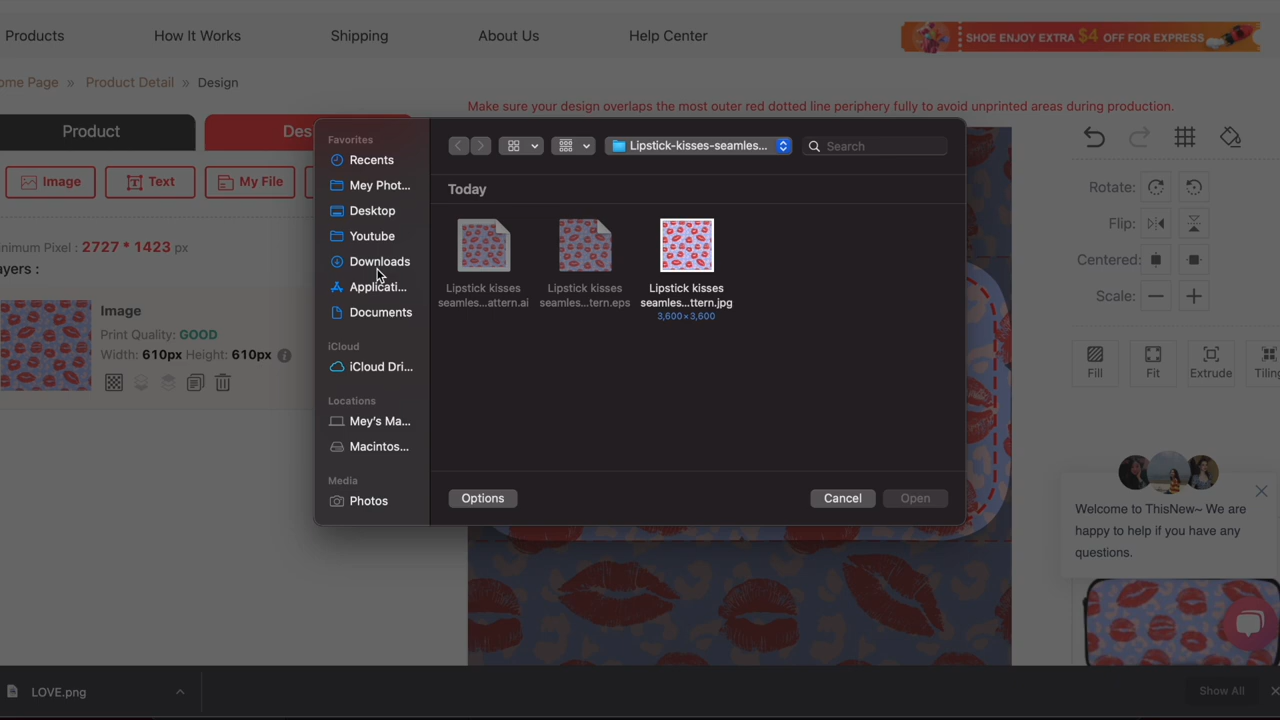 Products
How It Works
Shipping
About Us
Help Center
SHOE ENJOY EXTRA $4 OFF FOR EXPRESS
ome Page » Product Detail » Design
Make sure your design overlaps the most outer red dotted line periphery fully to avoid unprinted areas during production.
Product
Des
Image
Text
My File
nimum Pixel : 2727 * 1423 px
ayers :
Image
Print Quality: GOOD
Width: 610px Height: 610px
Favorites
Recents
Mey Phot...
Desktop
Youtube
Downloads
Applicati...
Documents
iCloud
iCloud Dri...
Locations
Mey's Ma...
Macintos...
Media
Photos
Lipstick-kisses-seamles...
Search
Today
Lipstick kisses
seamles...attern.ai
Lipstick kisses
seamles...tern.eps
Lipstick kisses
seamles...ttern.jpg
3,600×3,600
Options
Cancel
Open
Rotate:
Flip:
Centered:
Scale:
Fill
Fit
Extrude
Tiling
Welcome to ThisNew~ We are
happy to help if you have any
questions.
LOVE.png
Show All